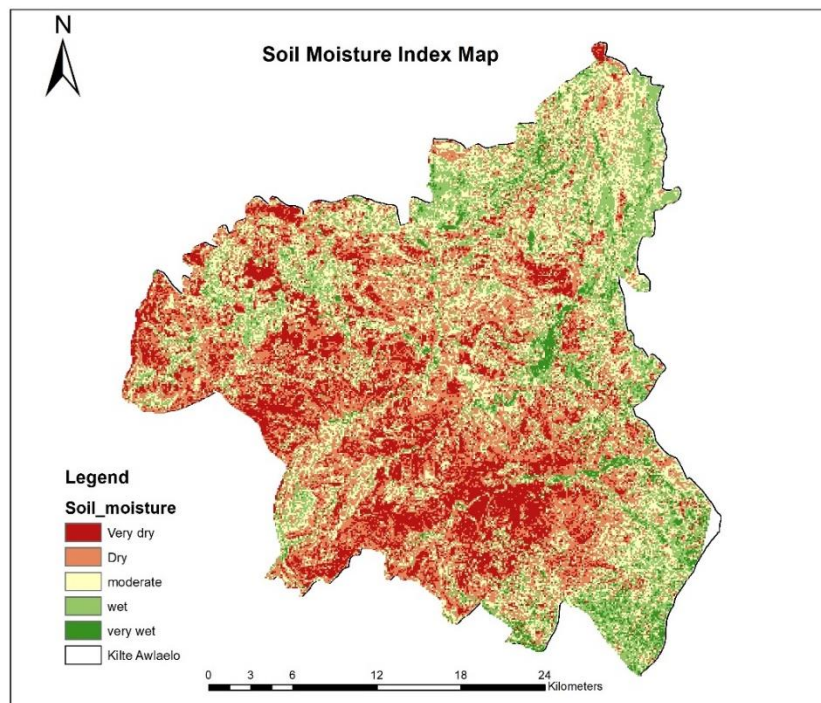 N
Soil Moisture Index Map
Legend
Soil_moisture
Very dry
Dry
moderate
wet
very wet
Kilte Awlaelo
0 3 6 12 18 24
Kilometers